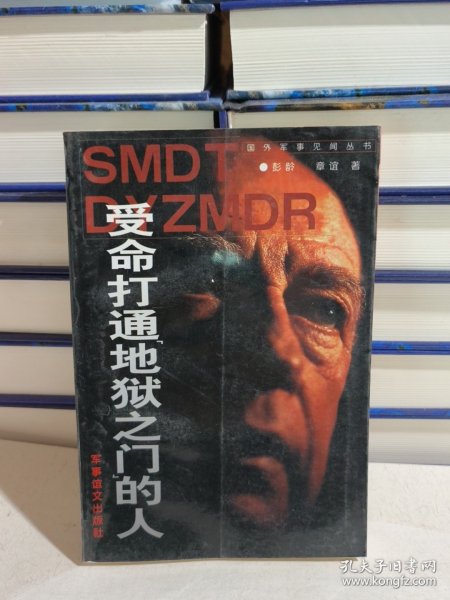 国外军事见闻丛书
SMDT
●彭龄 章谊 著
DYZMDR
受命打通“地狱之门”的人
军事谊文出版社
孔夫子旧书网
www.kongfz.com